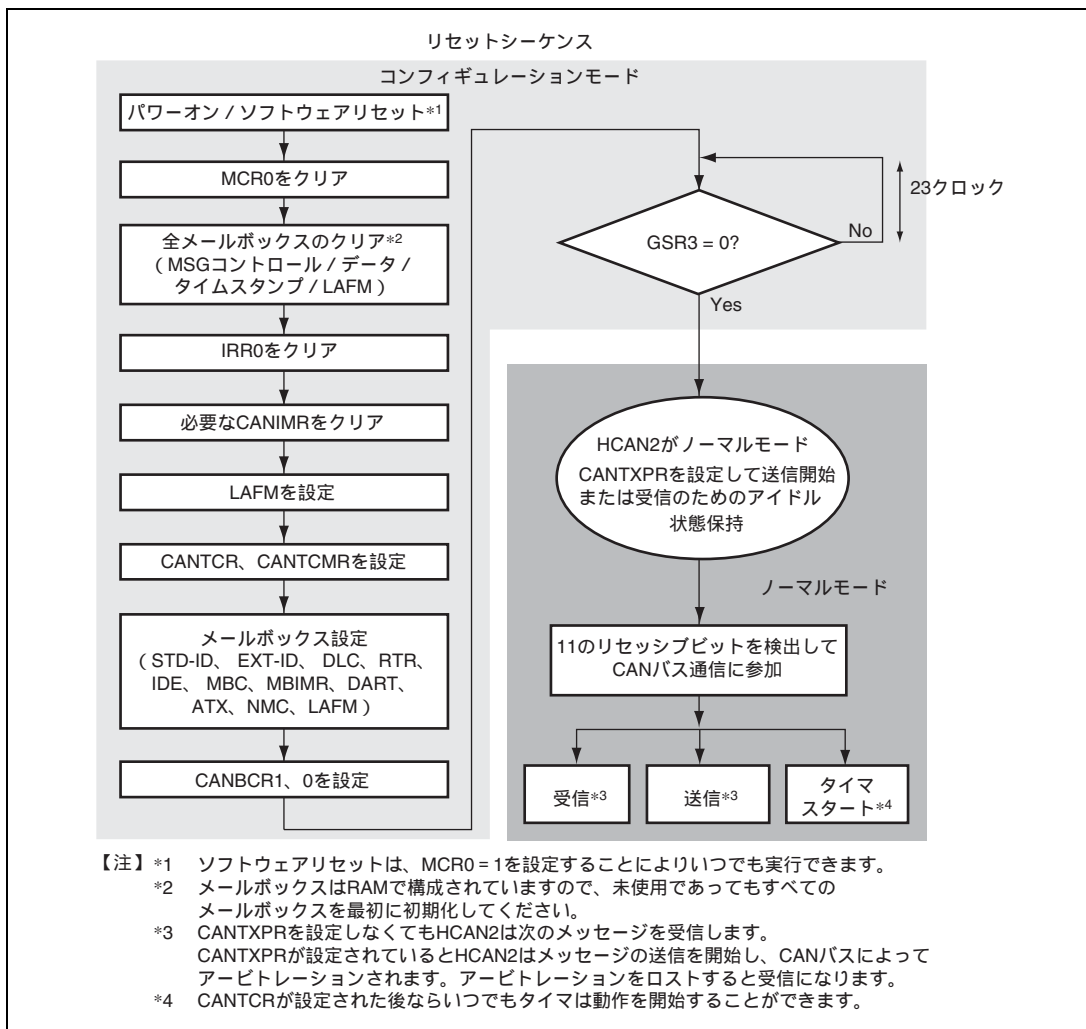 リセットシーケンス
コンフィギュレーションモード
パワーオン / ソフトウェアリセット*1
MCR0をクリア
全メールボックスのクリア*2
( MSGコントロール / データ /
タイムスタンプ / LAFM )
IRR0をクリア
必要なCANIMRをクリア
LAFMを設定
CANTCR、CANTCMRを設定
メールボックス設定
( STD-ID、 EXT-ID、 DLC、 RTR、
IDE、 MBC、 MBIMR、 DART、
ATX、 NMC、 LAFM )
CANBCR1、0を設定
23クロック
GSR3 = 0?
No
Yes
HCAN2がノーマルモード
CANTXPRを設定して送信開始
または受信のためのアイドル
状態保持
ノーマルモード
11のリセッシブビットを検出して
CANバス通信に参加
受信*3
送信*3
タイマ
スタート*4
【注】 *1 ソフトウェアリセットは、MCR0 = 1を設定することによりいつでも実行できます。
*2 メールボックスはRAMで構成されていますので、未使用であってもすべての
メールボックスを最初に初期化してください。
*3 CANTXPRを設定しなくてもHCAN2は次のメッセージを受信します。
CANTXPRが設定されているとHCAN2はメッセージの送信を開始し、CANバスによって
アービトレーションされます。アービトレーションをロストすると受信になります。
*4 CANTCRが設定された後ならいつでもタイマは動作を開始することができます。